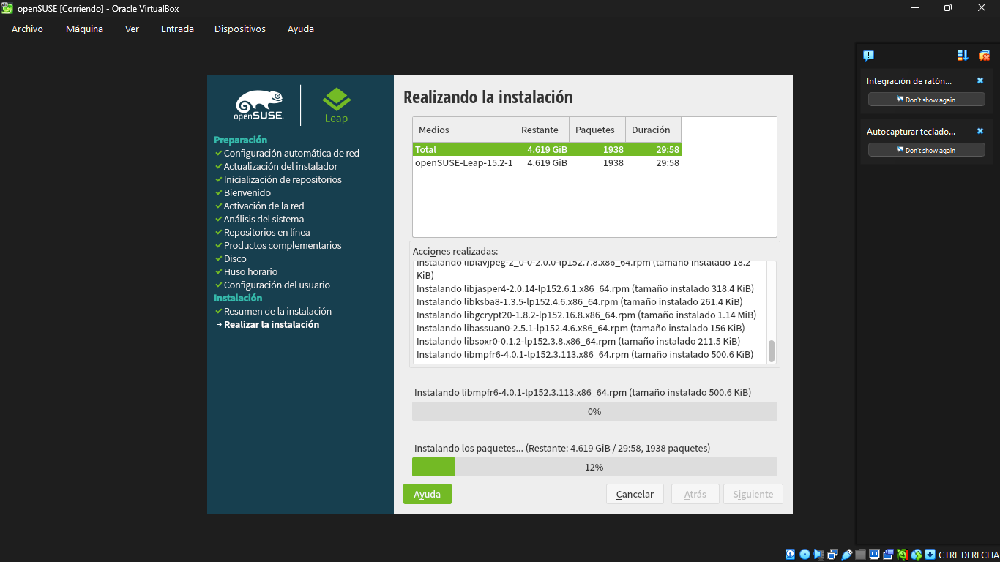 openSUSE [Corriendo] - Oracle VirtualBox
Archivo Máquina Ver Entrada Dispositivos Ayuda
Integración de ratón...
Don't show again
Autocapturar teclado...
Don't show again
openSUSE
Leap
Preparación
Configuración automática de red
Actualización del instalador
Inicialización de repositorios
Bienvenido
Activación de la red
Análisis del sistema
Repositorios en línea
Productos complementarios
Disco
Huso horario
Configuración del usuario
Instalación
Resumen de la instalación
Realizar la instalación
Realizando la instalación
Medios Restante Paquetes Duración
Total 4.619 GiB 1938 29:58
openSUSE-Leap-15.2-1 4.619 GiB 1938 29:58
Acciones realizadas:
Instalando liblavjpeg-2_0-0-2.0.0-lp152.7.8.x86_64.rpm (tamaño instalado 18.2
KiB)
Instalando libjasper4-2.0.14-lp152.6.1.x86_64.rpm (tamaño instalado 318.4 KiB)
Instalando libksba8-1.3.5-lp152.4.6.x86_64.rpm (tamaño instalado 261.4 KiB)
Instalando libgcrypt20-1.8.2-lp152.16.8.x86_64.rpm (tamaño instalado 1.14 MiB)
Instalando libassuan0-2.5.1-lp152.4.6.x86_64.rpm (tamaño instalado 156 KiB)
Instalando libsoxr0-0.1.2-lp152.3.8.x86_64.rpm (tamaño instalado 211.5 KiB)
Instalando libmpfr6-4.0.1-lp152.3.113.x86_64.rpm (tamaño instalado 500.6 KiB)
Instalando libmpfr6-4.0.1-lp152.3.113.x86_64.rpm (tamaño instalado 500.6 KiB)
0%
Instalando los paquetes... (Restante: 4.619 GiB / 29:58, 1938 paquetes)
12%
Ayuda Cancelar Atrás Siguiente
CTRL DERECHA